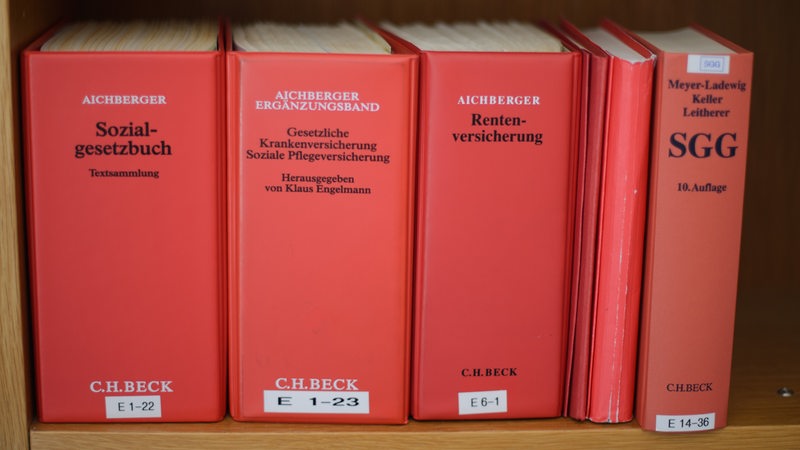 AICHBERGER
Sozial-
gesetzbuch
Textsammlung
C.H.BECK
E 1-22
AICHBERGER
ERGÄNZUNGSBAND
Gesetzliche
Krankenversicherung
Soziale Pflegeversicherung
Herausgegeben
von Klaus Engelmann
C.H.BECK
E 1-23
AICHBERGER
Renten-
versicherung
C.H.BECK
E 6-1
SGG
Meyer-Ladewig
Keller
Leitherer
SGG
10. Auflage
C.H.BECK
E 14-36